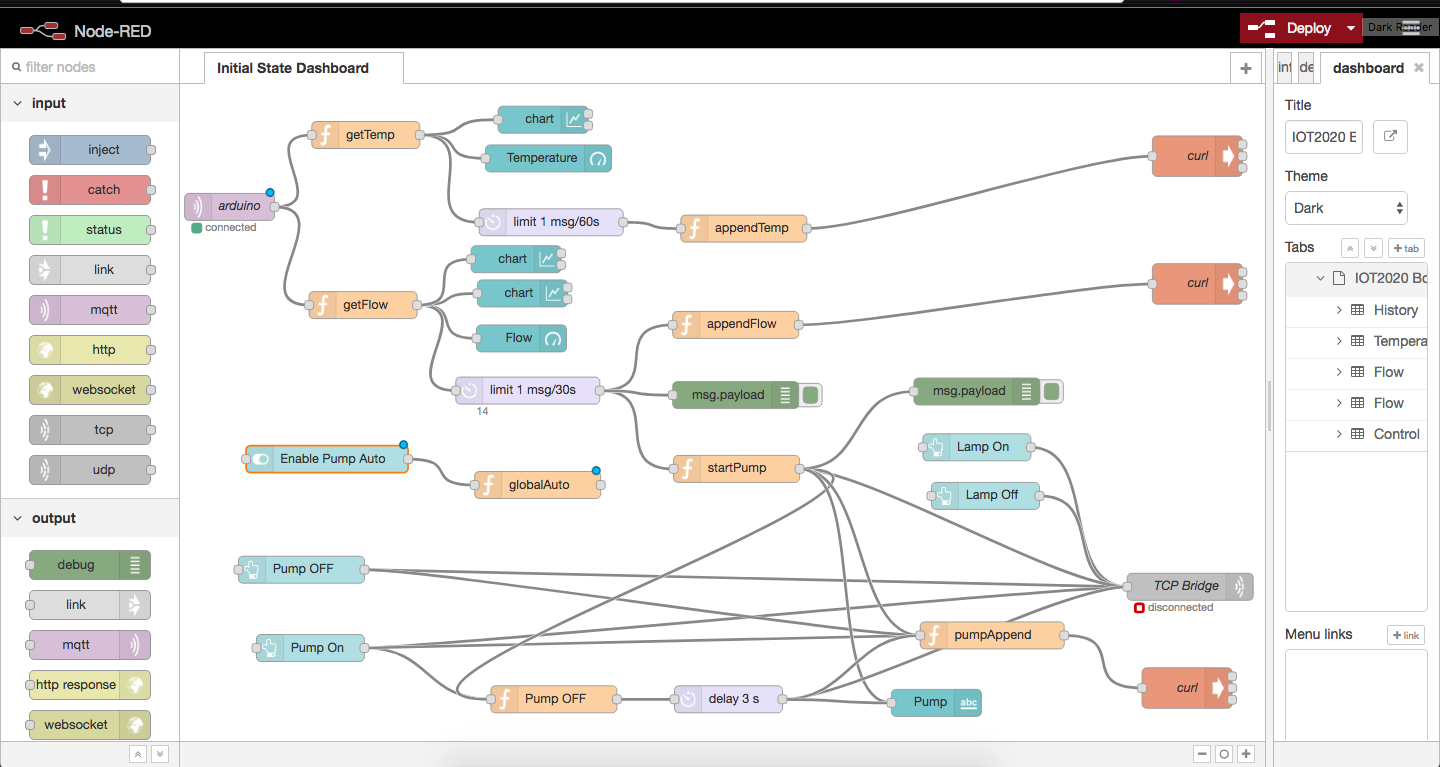 Node-RED
Deploy
Dark Reader
filter nodes
Initial State Dashboard
int
de
dashboard
input
inject
catch
status
link
mqtt
http
websocket
tcp
udp
output
debug
link
mqtt
http response
websocket
arduino
connected
getTemp
chart
Temperature
limit 1 msg/60s
appendTemp
curl
getFlow
chart
chart
Flow
limit 1 msg/30s
14
appendFlow
curl
msg.payload
msg.payload
Enable Pump Auto
globalAuto
startPump
Lamp On
Lamp Off
Pump OFF
TCP Bridge
disconnected
Pump On
pumpAppend
Pump OFF
delay 3 s
Pump
abc
curl
Title
IOT2020 B
Theme
Dark
Tabs
tab
IOT2020 Bo
History
Tempera
Flow
Flow
Control
Menu links
link